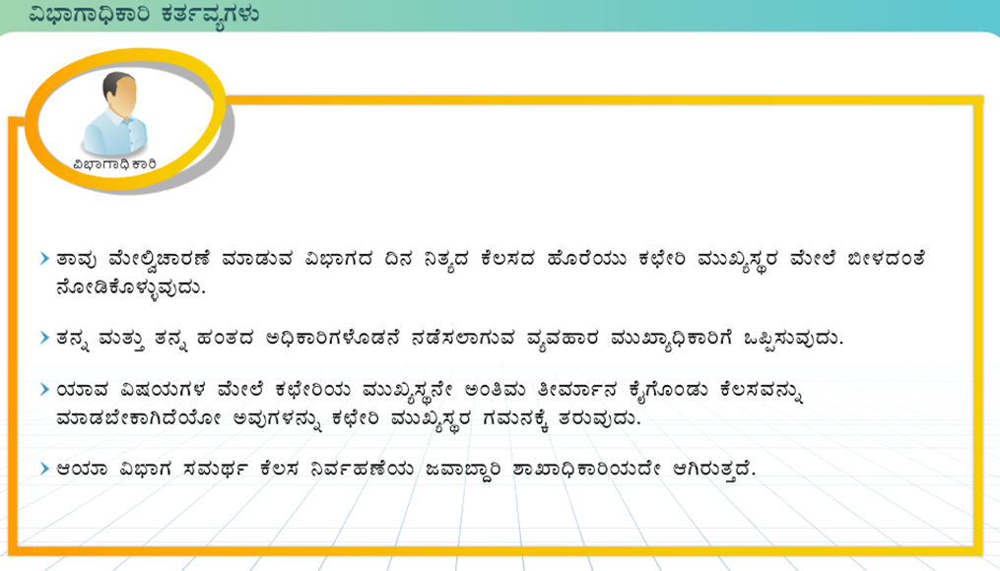 ವಿಭಾಗಾಧಿಕಾರಿ ಕರ್ತವ್ಯಗಳು
ವಿಭಾಗಾಧಿಕಾರಿ
ತಾವು ಮೇಲ್ವಿಚಾರಣೆ ಮಾಡುವ ವಿಭಾಗದ ದಿನ ನಿತ್ಯದ ಕೆಲಸದ ಹೊರೆಯು ಕಛೇರಿ ಮುಖ್ಯಸ್ಥರ ಮೇಲೆ ಬೀಳದಂತೆ
ನೋಡಿಕೊಳ್ಳುವುದು.
ತನ್ನ ಮತ್ತು ತನ್ನ ಹಂತದ ಅಧಿಕಾರಿಗಳೊಡನೆ ನಡೆಸಲಾಗುವ ವ್ಯವಹಾರ ಮುಖ್ಯಾಧಿಕಾರಿಗೆ ಒಪ್ಪಿಸುವುದು.
ಯಾವ ವಿಷಯಗಳ ಮೇಲೆ ಕಛೇರಿಯ ಮುಖ್ಯಸ್ಥನೇ ಅಂತಿಮ ತೀರ್ಮಾನ ಕೈಗೊಂಡು ಕೆಲಸವನ್ನು
ಮಾಡಬೇಕಾಗಿದೆಯೋ ಅವುಗಳನ್ನು ಕಛೇರಿ ಮುಖ್ಯಸ್ಥರ ಗಮನಕ್ಕೆ ತರುವುದು.
ಆಯಾ ವಿಭಾಗ ಸಮರ್ಥ ಕೆಲಸ ನಿರ್ವಹಣೆಯ ಜವಾಬ್ದಾರಿ ಶಾಖಾಧಿಕಾರಿಯದೇ ಆಗಿರುತ್ತದೆ.